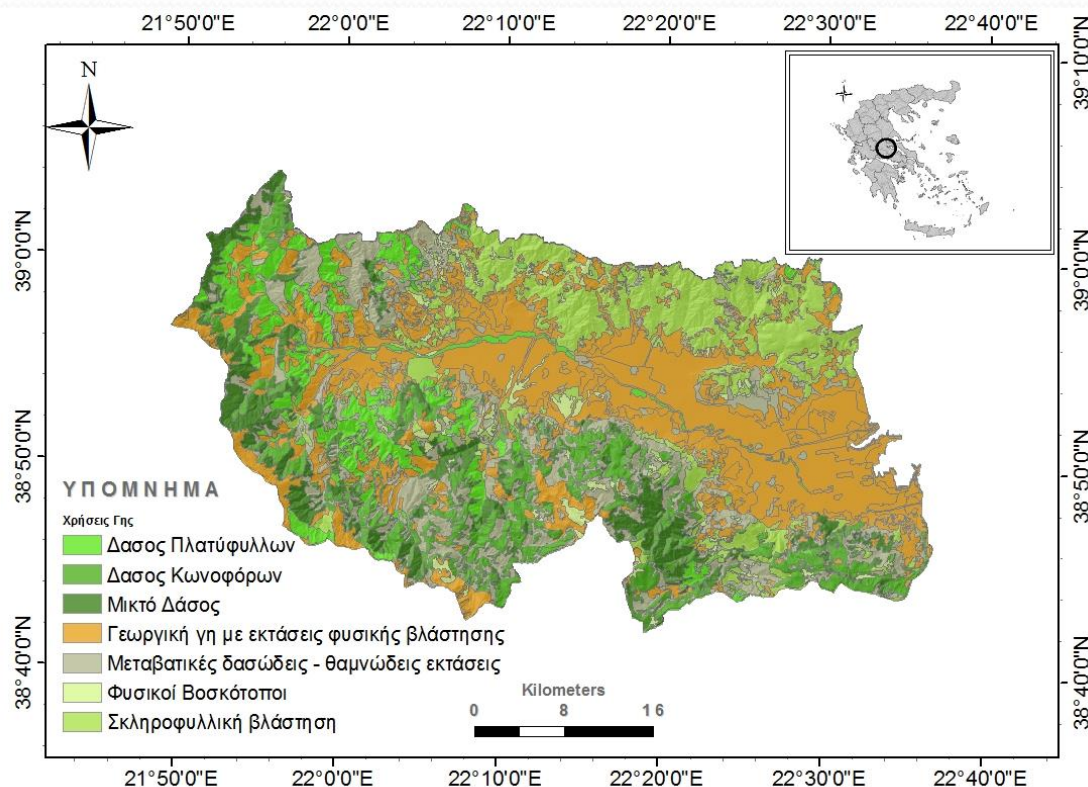 21°50'0"E 22°0'0"E 22°10'0"E 22°20'0"E 22°30'0"E 22°40'0"E
N
39°10'0"N
39°0'0"N
39°0'0"N
38°50'0"N
38°50'0"N
38°40'0"N
38°40'0"N
ΥΠΟΜΝΗΜΑ
Χρήσεις Γης
Δασος Πλατύφυλλων
Δασος Κωνοφόρων
Μικτό Δάσος
Γεωργική γη με εκτάσεις φυσικής βλάστησης
Μεταβατικές δασώδεις - θαμνώδεις εκτάσεις
Φυσικοί Βοσκότοποι
Σκληροφυλλική βλάστηση
Kilometers
0 8 16
21°50'0"E 22°0'0"E 22°10'0"E 22°20'0"E 22°30'0"E 22°40'0"E